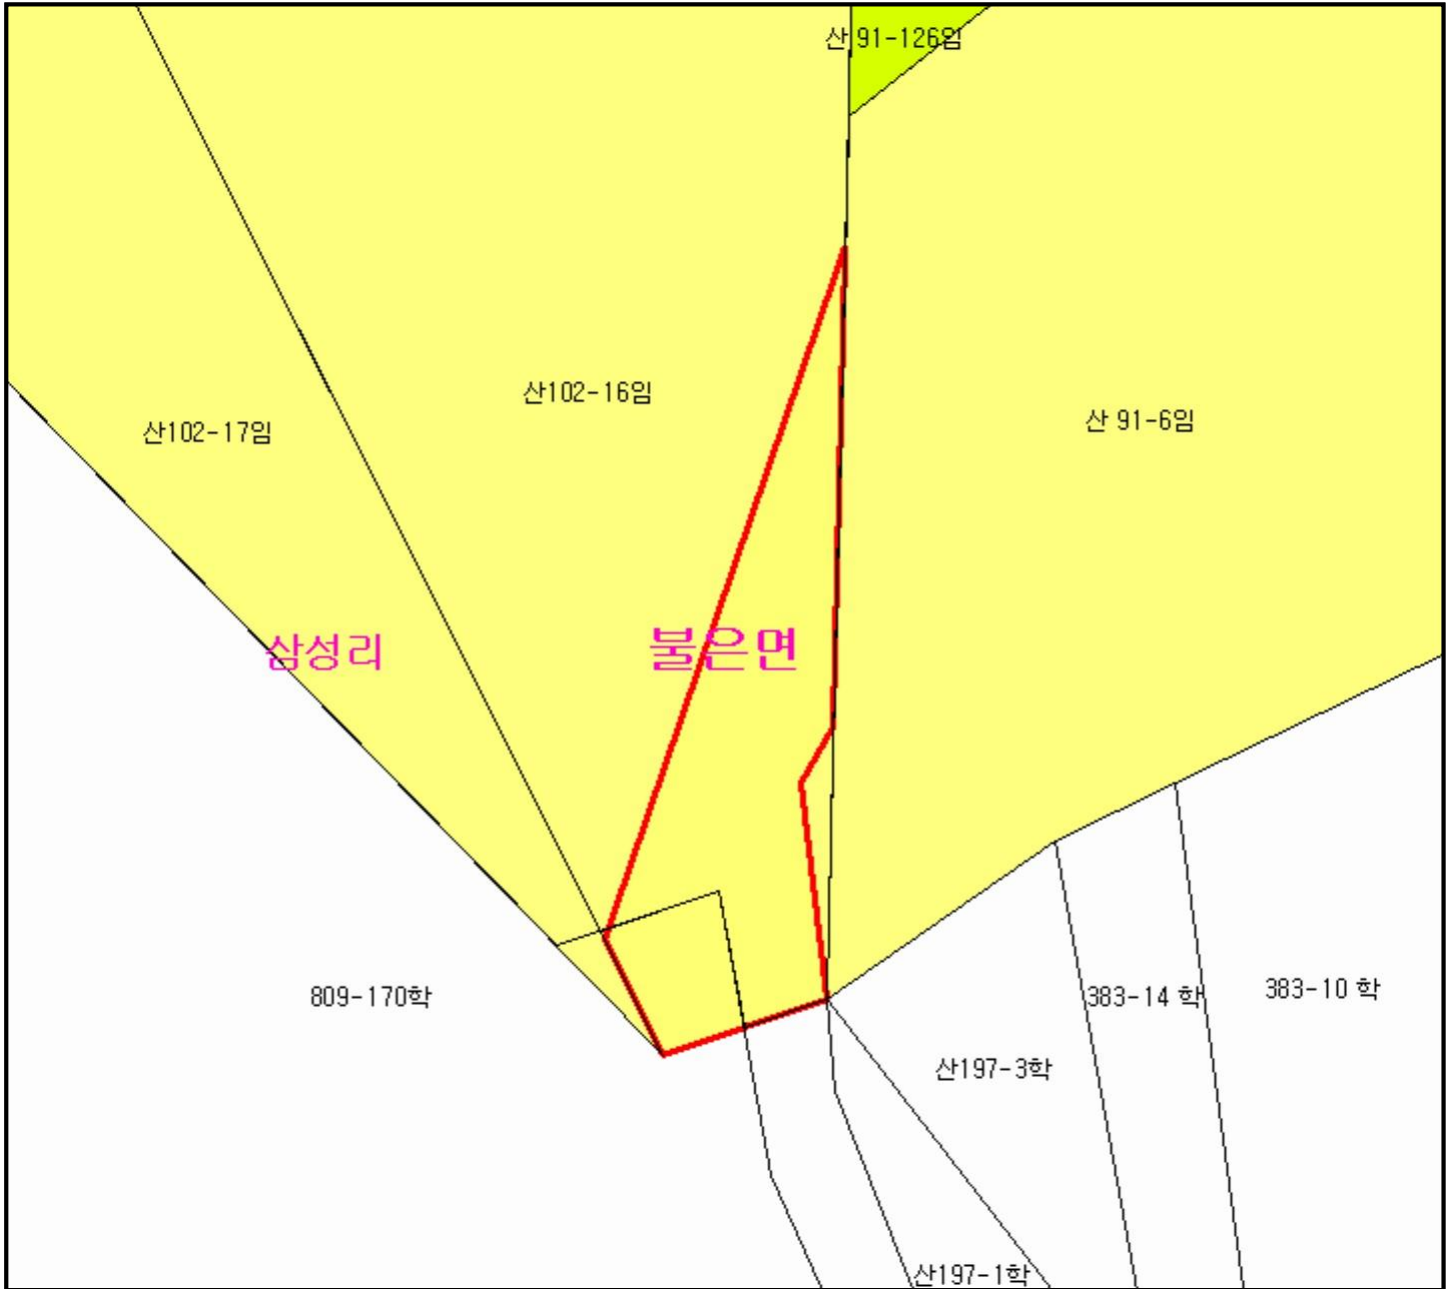 산 91-126임
산102-16임
산 91-6임
산102-17임
삼성리
불은면
809-170학
383-14 학
383-10 학
산197-3학
산197-1학